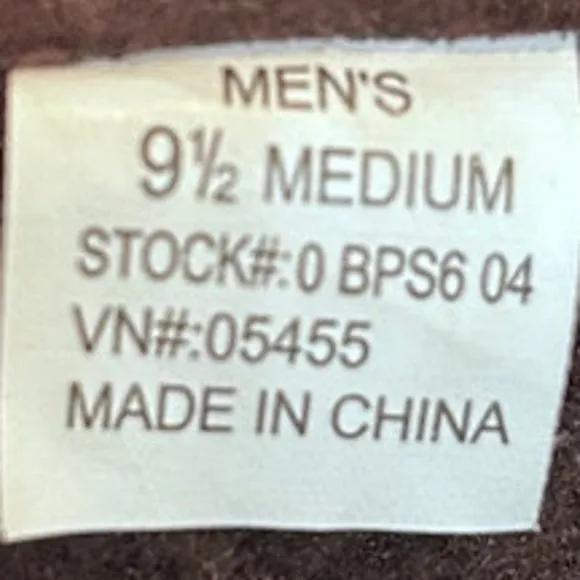 MEN'S
9½ MEDIUM
STOCK#:0 BPS6 04
VN#:05455
MADE IN CHINA